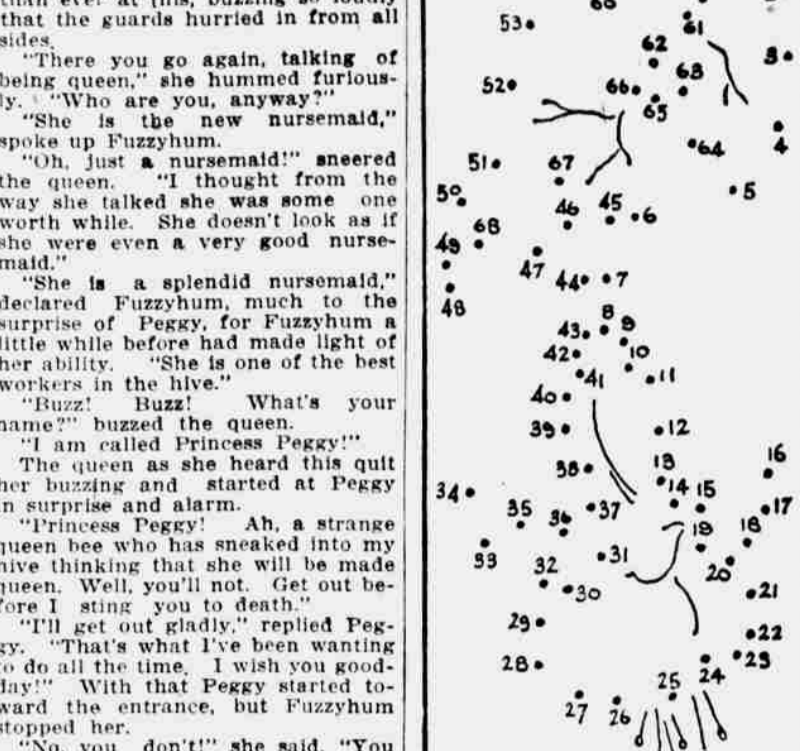 than ever at this, buzzing so loudly
that the guards hurried in from all
sides.
"There you go again, talking of
being queen," she hummed furious-
ly. "Who are you, anyway?"
"She is the new nursemaid,"
spoke up Fuzzyhum.
"Oh, just a nursemaid!" sneered
the queen. "I thought from the
way she talked she was some one
worth while. She doesn't look as if
she were even a very good nurse-
maid."
"She is a splendid nursemaid,"
declared Fuzzyhum, much to the
surprise of Peggy, for Fuzzyhum a
little while before had made light of
her ability. "She is one of the best
workers in the hive."
"Buzz! Buzz! What's your
name?" buzzed the queen.
"I am called Princess Peggy!"
The queen as she heard this quit
her buzzing and started at Peggy
in surprise and alarm.
"Princess Peggy! Ah, a strange
queen bee who has sneaked into my
hive thinking that she will be made
queen. Well, you'll not. Get out be-
fore I sting you to death."
"I'll get out gladly," replied Peg-
gy. "That's what I've been wanting
to do all the time. I wish you good-
day!" With that Peggy started to-
ward the entrance, but Fuzzyhum
stopped her.
"No, you don't!" she said. "You
60
53 61
62 3
52 66 63
65
64 4
51 67
50 5
46 45 6
49 68
47
44 7
48
8
43 9
42 10
41 11
40
39 12
38 13 16
34 14 15
35 36 37 17
19 18
33 31 20
32 30 21
29 22
28 23
24
25
27 26